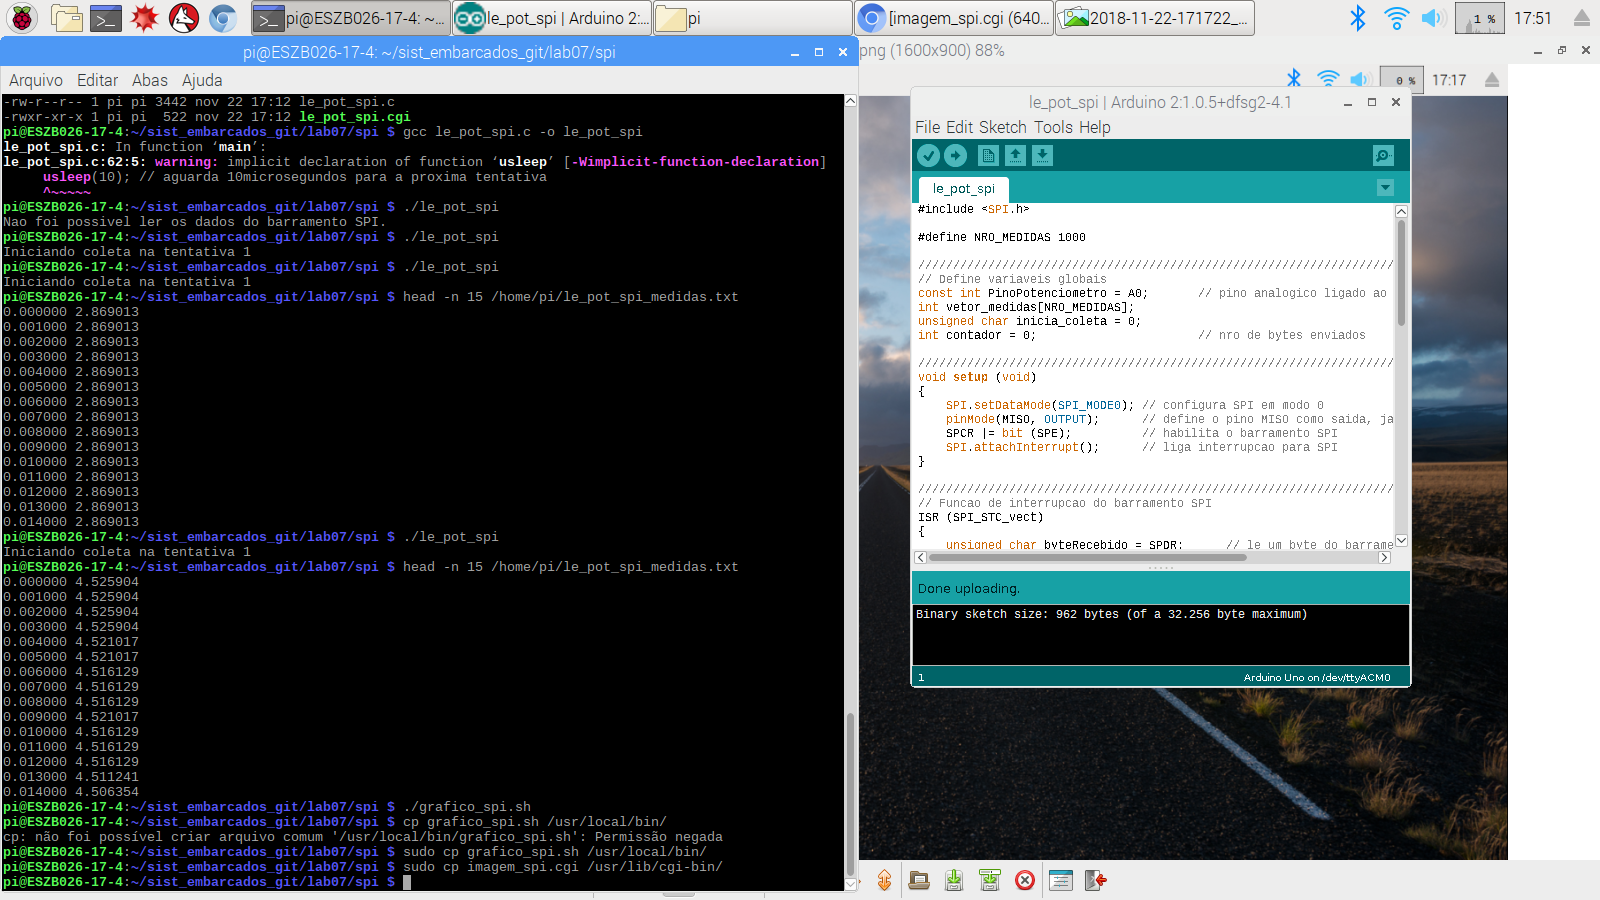 pi@ESZB026-17-4: ~...
le_pot_spi | Arduino 2:...
pi
[imagem_spi.cgi (640...
2018-11-22-171722_...
1 %
17:51
pi@ESZB026-17-4: ~/sist_embarcados_git/lab07/spi
Arquivo Editar Abas Ajuda
-rw-r--r-- 1 pi pi 3442 nov 22 17:12 le_pot_spi.c
-rwxr-xr-x 1 pi pi  522 nov 22 17:12 le_pot_spi.cgi
pi@ESZB026-17-4:~/sist_embarcados_git/lab07/spi $ gcc le_pot_spi.c -o le_pot_spi
le_pot_spi.c: In function ‘main’:
le_pot_spi.c:62:5: warning: implicit declaration of function ‘usleep’ [-Wimplicit-function-declaration]
usleep(10); // aguarda 10microsegundos para a proxima tentativa
^~~~~~
pi@ESZB026-17-4:~/sist_embarcados_git/lab07/spi $ ./le_pot_spi
Nao foi possivel ler os dados do barramento SPI.
pi@ESZB026-17-4:~/sist_embarcados_git/lab07/spi $ ./le_pot_spi
Iniciando coleta na tentativa 1
pi@ESZB026-17-4:~/sist_embarcados_git/lab07/spi $ ./le_pot_spi
Iniciando coleta na tentativa 1
pi@ESZB026-17-4:~/sist_embarcados_git/lab07/spi $ head -n 15 /home/pi/le_pot_spi_medidas.txt
0.000000 2.869013
0.001000 2.869013
0.002000 2.869013
0.003000 2.869013
0.004000 2.869013
0.005000 2.869013
0.006000 2.869013
0.007000 2.869013
0.008000 2.869013
0.009000 2.869013
0.010000 2.869013
0.011000 2.869013
0.012000 2.869013
0.013000 2.869013
0.014000 2.869013
pi@ESZB026-17-4:~/sist_embarcados_git/lab07/spi $ ./le_pot_spi
Iniciando coleta na tentativa 1
pi@ESZB026-17-4:~/sist_embarcados_git/lab07/spi $ head -n 15 /home/pi/le_pot_spi_medidas.txt
0.000000 4.525904
0.001000 4.525904
0.002000 4.525904
0.003000 4.525904
0.004000 4.521017
0.005000 4.521017
0.006000 4.516129
0.007000 4.516129
0.008000 4.516129
0.009000 4.521017
0.010000 4.516129
0.011000 4.516129
0.012000 4.516129
0.013000 4.511241
0.014000 4.506354
pi@ESZB026-17-4:~/sist_embarcados_git/lab07/spi $ ./grafico_spi.sh
pi@ESZB026-17-4:~/sist_embarcados_git/lab07/spi $ cp grafico_spi.sh /usr/local/bin/
cp: não foi possível criar arquivo comum '/usr/local/bin/grafico_spi.sh': Permissão negada
pi@ESZB026-17-4:~/sist_embarcados_git/lab07/spi $ sudo cp grafico_spi.sh /usr/local/bin/
pi@ESZB026-17-4:~/sist_embarcados_git/lab07/spi $ sudo cp imagem_spi.cgi /usr/lib/cgi-bin/
pi@ESZB026-17-4:~/sist_embarcados_git/lab07/spi $
png (1600x900) 88%
0 %
17:17
le_pot_spi | Arduino 2:1.0.5+dfsg2-4.1
File Edit Sketch Tools Help
le_pot_spi
#include <SPI.h>
#define NRO_MEDIDAS 1000
////////////////////////////////////////////////////////////////////
// Define variaveis globais
const int PinoPotenciometro = A0; // pino analogico ligado ao
int vetor_medidas[NRO_MEDIDAS];
unsigned char inicia_coleta = 0;
int contador = 0; // nro de bytes enviados
////////////////////////////////////////////////////////////////////
void setup (void)
{
SPI.setDataMode(SPI_MODE0); // configura SPI em modo 0
pinMode(MISO, OUTPUT); // define o pino MISO como saida, ja
SPCR |= bit (SPE); // habilita o barramento SPI
SPI.attachInterrupt(); // liga interrupcao para SPI
}
////////////////////////////////////////////////////////////////////
// Funcao de interrupcao do barramento SPI
ISR (SPI_STC_vect)
{
unsigned char byteRecebido = SPDR; // le um byte do barrame
Done uploading.
Binary sketch size: 962 bytes (of a 32.256 byte maximum)
1
Arduino Uno on /dev/ttyACM0